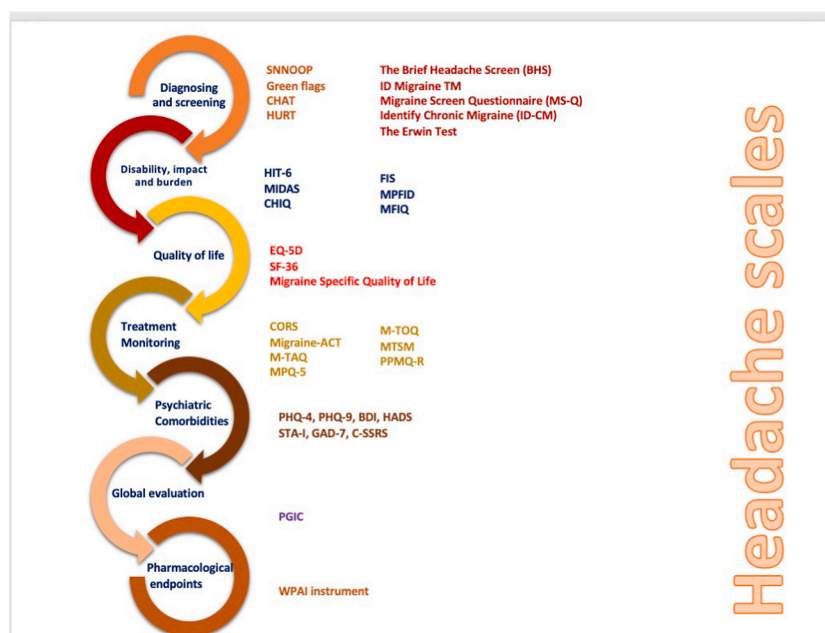 Diagnosing
and screening
SNNOOP
Green flags
CHAT
HURT
The Brief Headache Screen (BHS)
ID Migraine TM
Migraine Screen Questionnaire (MS-Q)
Identify Chronic Migraine (ID-CM)
The Erwin Test
Disability, impact
and burden
HIT-6
MIDAS
CHIQ
FIS
MPFID
MFIQ
Quality of life
EQ-5D
SF-36
Migraine Specific Quality of Life
Treatment
Monitoring
CORS
Migraine-ACT
M-TAQ
MPQ-5
M-TOQ
MTSM
PPMQ-R
Psychiatric
Comorbidities
PHQ-4, PHQ-9, BDI, HADS
STA-I, GAD-7, C-SSRS
Global evaluation
PGIC
Pharmacological
endpoints
WPAI instrument
Headache scales